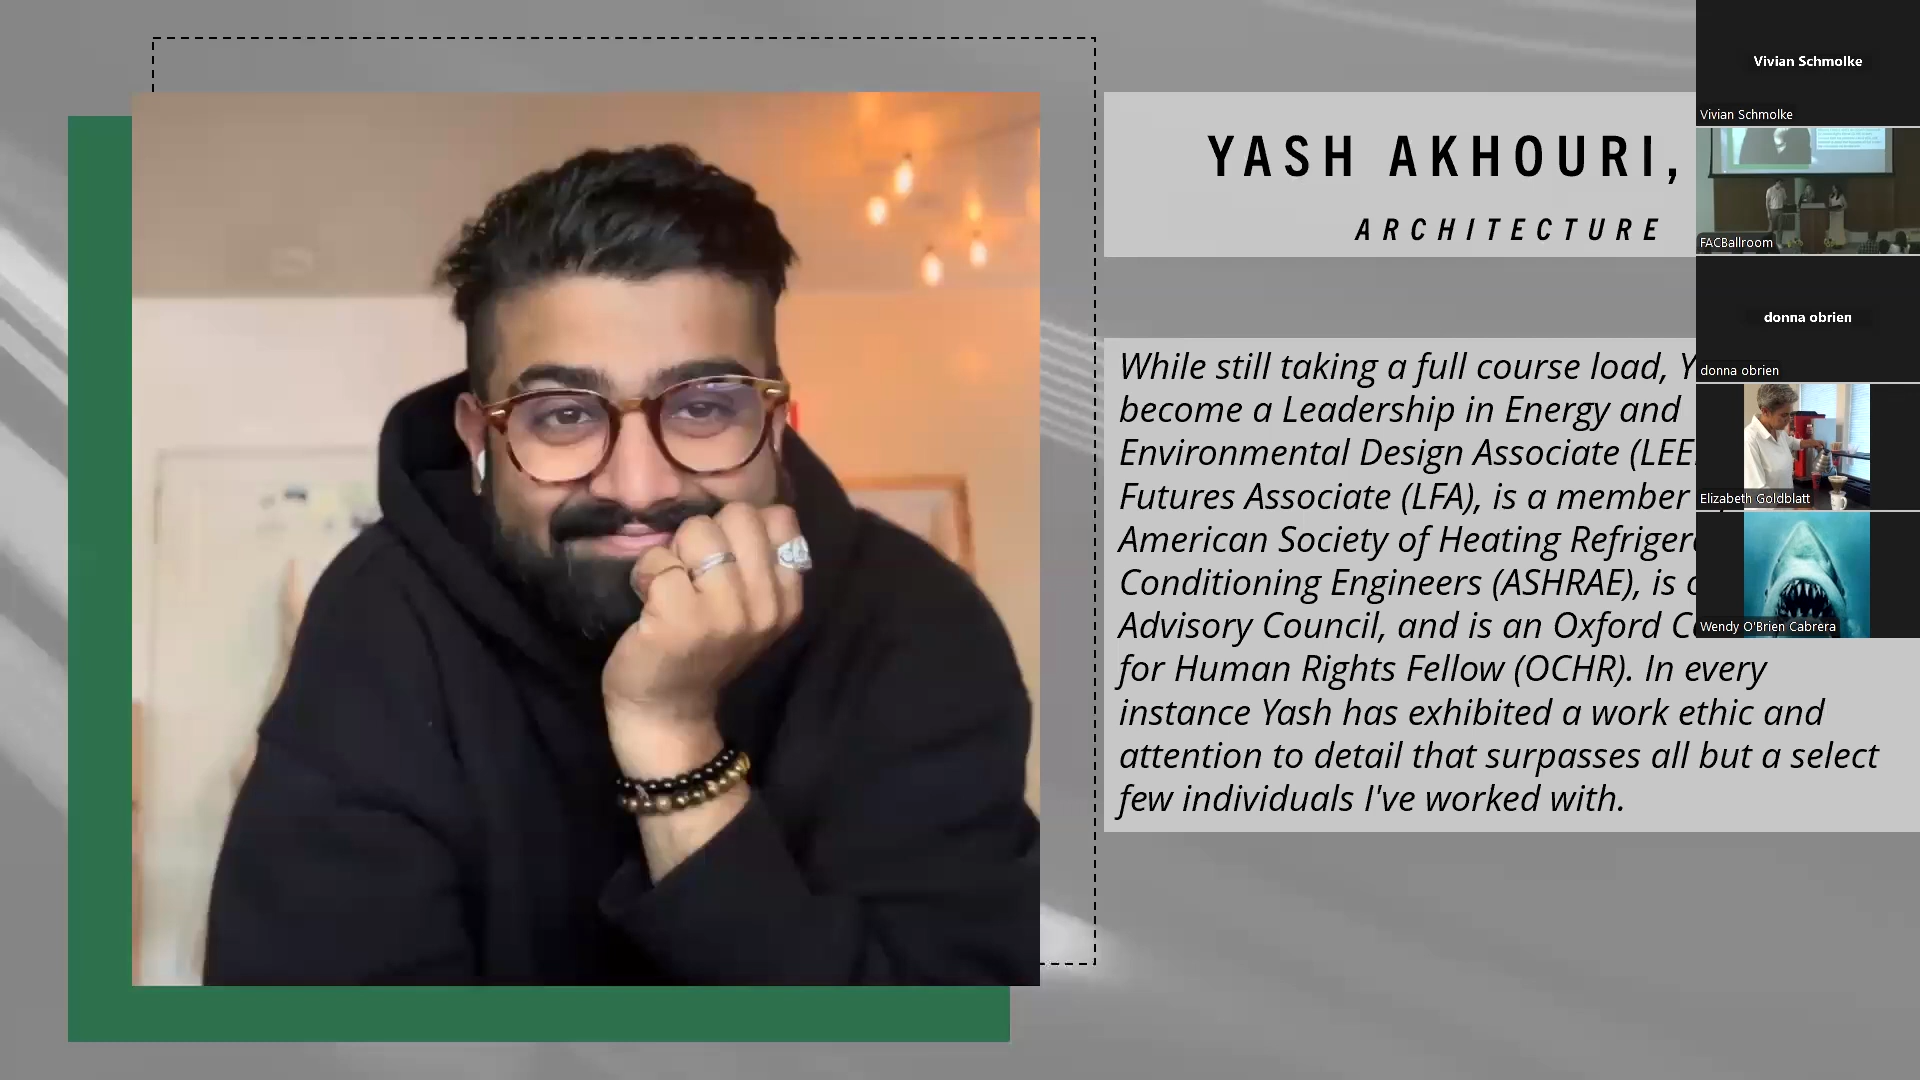 YASH AKHOURI,
ARCHITECTURE
While still taking a full course load,
become a Leadership in Energy and
Environmental Design Associate
Futures Associate (LFA), is a member
American Society of Heating
Conditioning Engineers (ASHRAE), is
Advisory Council, and is an Oxford
for Human Rights Fellow (OCHR). In every
instance Yash has exhibited a work ethic and
attention to detail that surpasses all but a select
few individuals I've worked with.
Vivian Schmolke
Vivian Schmolke
FACBallroom
donna obrien
donna obrien
Elizabeth Goldblatt
Wendy O'Brien Cabrera